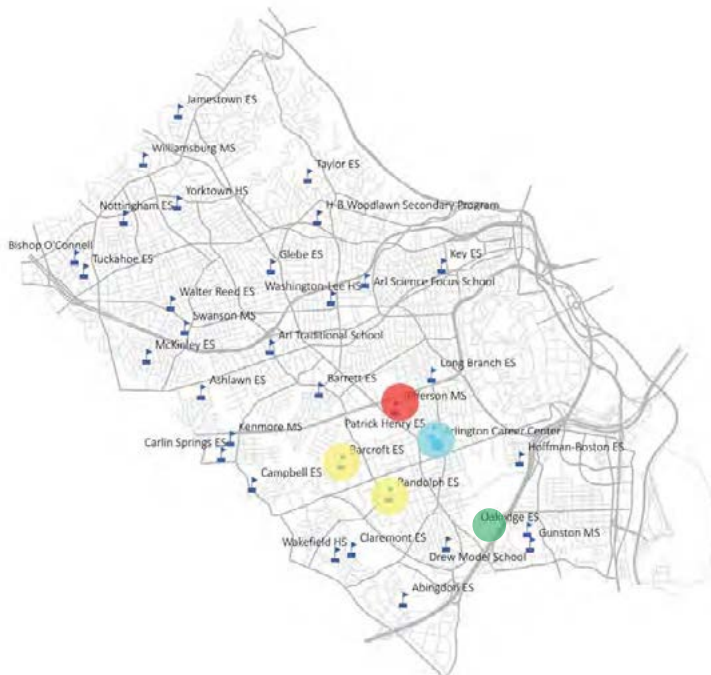 Jamestown ES
Williamsburg MS
Taylor ES
Yorktown HS
Nottingham ES
H B Woodlawn Secondary Program
Bishop O'Connell
Tuckahoe ES
Glebe ES
Key ES
Arl Science Focus School
Washington-Lee HS
Walter Reed ES
Swanson MS
Arl Traditional School
McKinley ES
Long Branch ES
Barrett ES
Ashlawn ES
MS
Patrick Henry ES
Kenmore MS
Career Center
Carlin Springs ES
Barcroft ES
Hoffman-Boston ES
Campbell ES
Randolph ES
Oakridge ES
Gunston MS
Wakefield HS
Claremont ES
Drew Model School
Abingdon ES